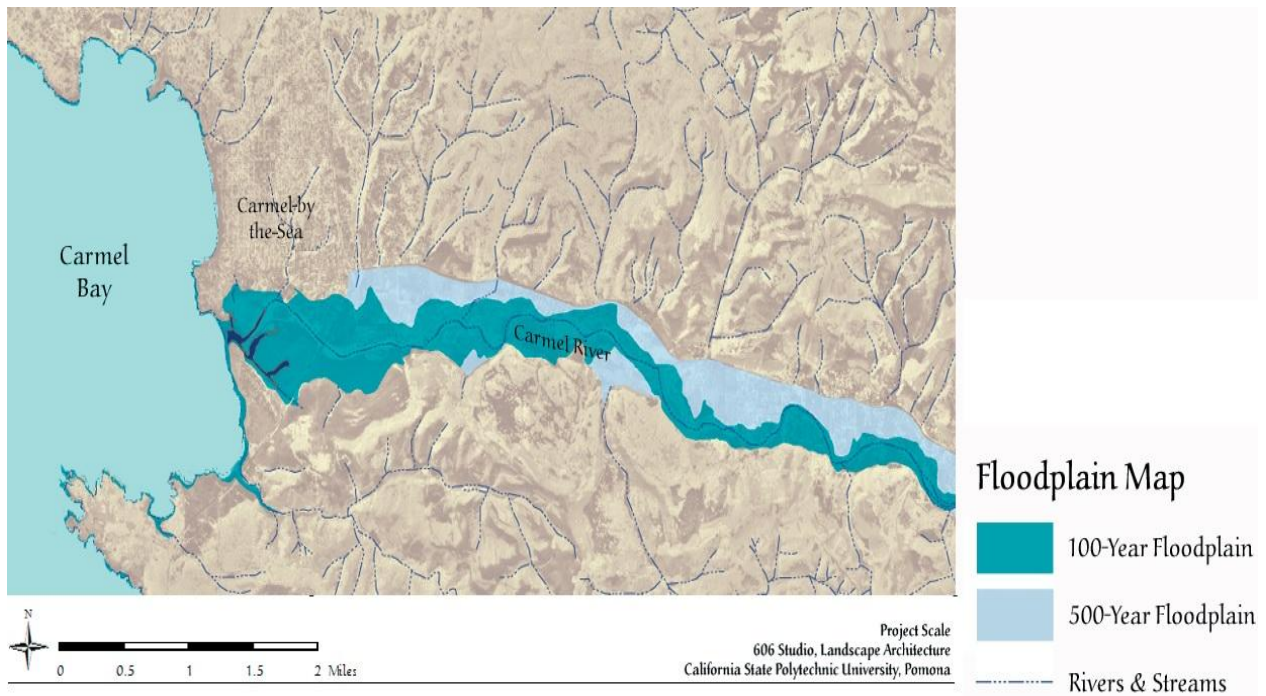 Carmel-by
the-Sea
Carmel
Bay
Carmel River
N
0 0.5 1 1.5 2 Miles
Project Scale
606 Studio, Landscape Architecture
California State Polytechnic University, Pomona
Floodplain Map
100-Year Floodplain
500-Year Floodplain
Rivers & Streams